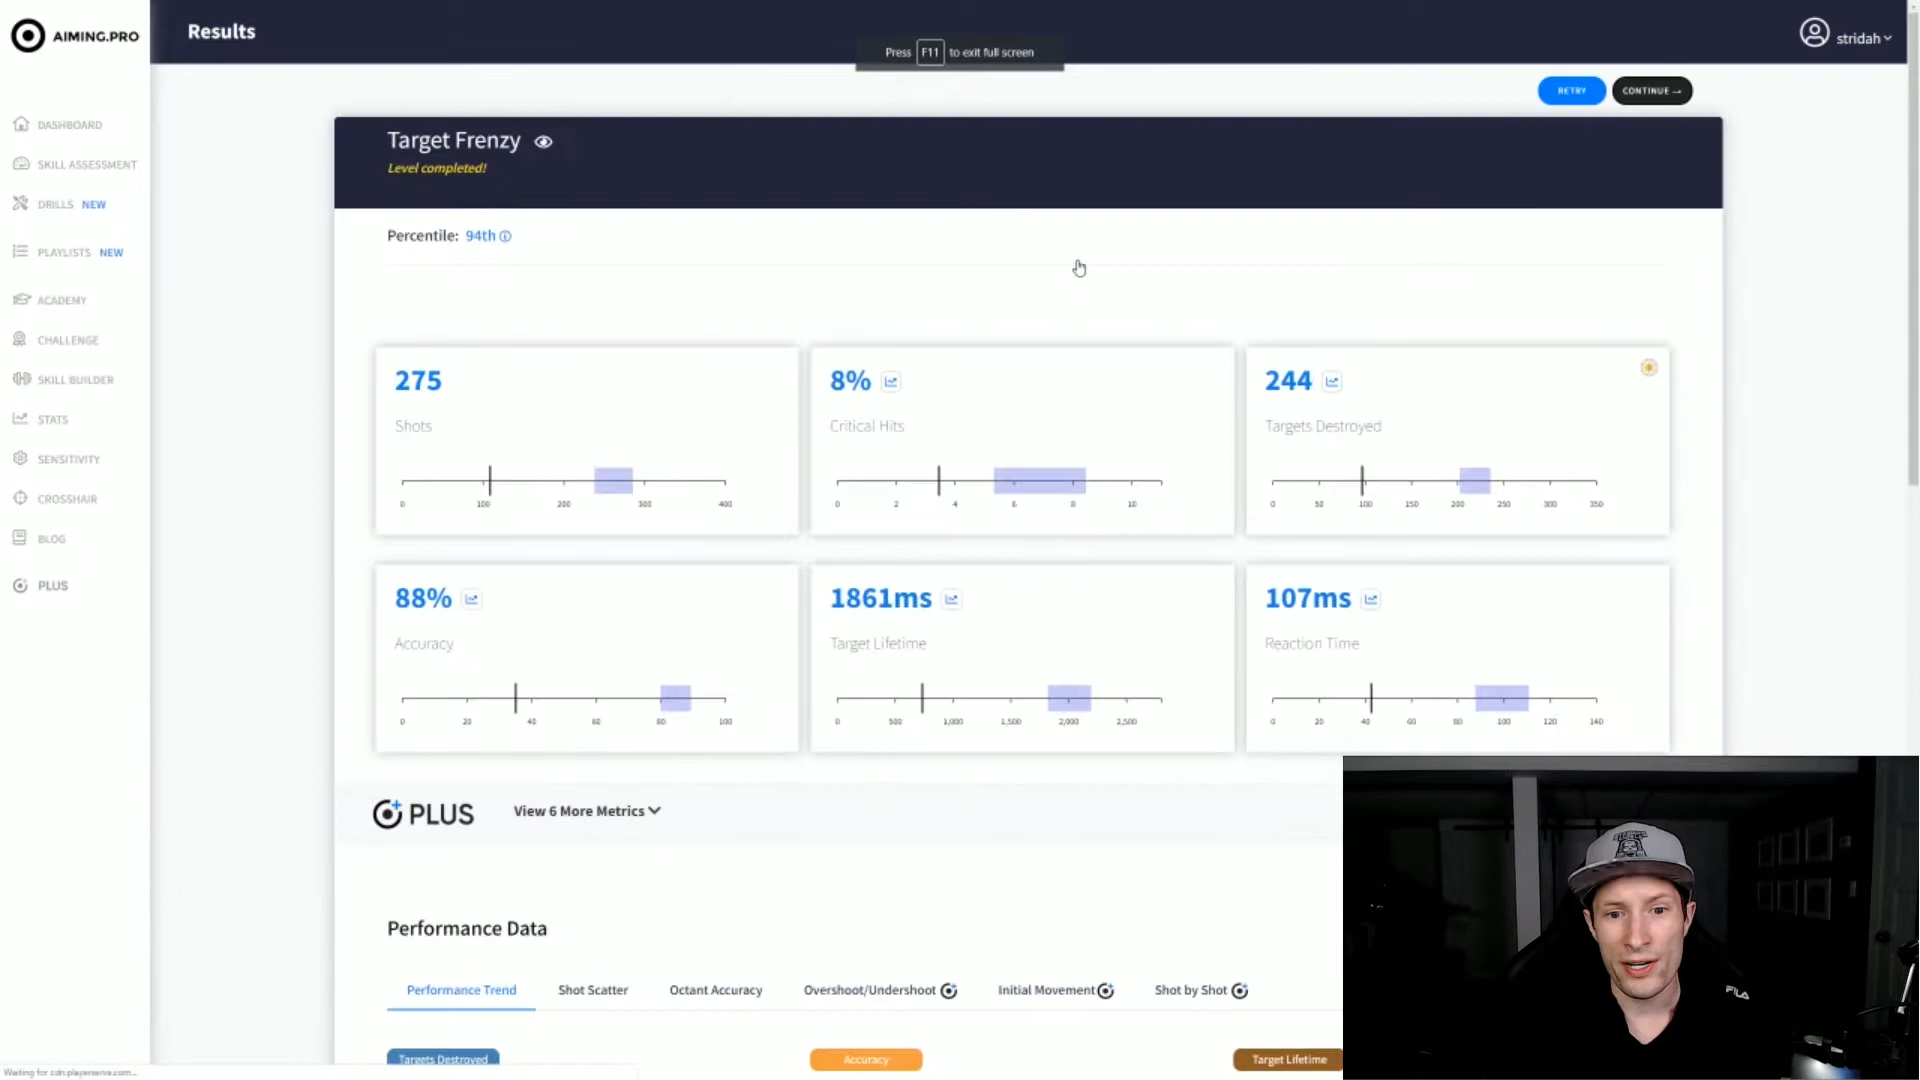 AIMING.PRO
Results
Press F11 to exit full screen
stridah
RETRY
CONTINUE →
DASHBOARD
SKILL ASSESSMENT
DRILLS NEW
PLAYLISTS NEW
ACADEMY
CHALLENGE
SKILL BUILDER
STATS
SENSITIVITY
CROSSHAIR
BLOG
PLUS
Target Frenzy
Level completed!
Percentile: 94th
275
Shots
0 100 200 300 400
8%
Critical Hits
0 2 4 6 8 10
244
Targets Destroyed
0 50 100 150 200 250 300 350
88%
Accuracy
0 20 40 60 80 100
1861ms
Target Lifetime
0 500 1,000 1,500 2,000 2,500
107ms
Reaction Time
0 20 40 60 80 100 120 140
PLUS
View 6 More Metrics
Performance Data
Performance Trend
Shot Scatter
Octant Accuracy
Overshoot/Undershoot
Initial Movement
Shot by Shot
Targets Destroyed
Accuracy
Target Lifetime
FILA